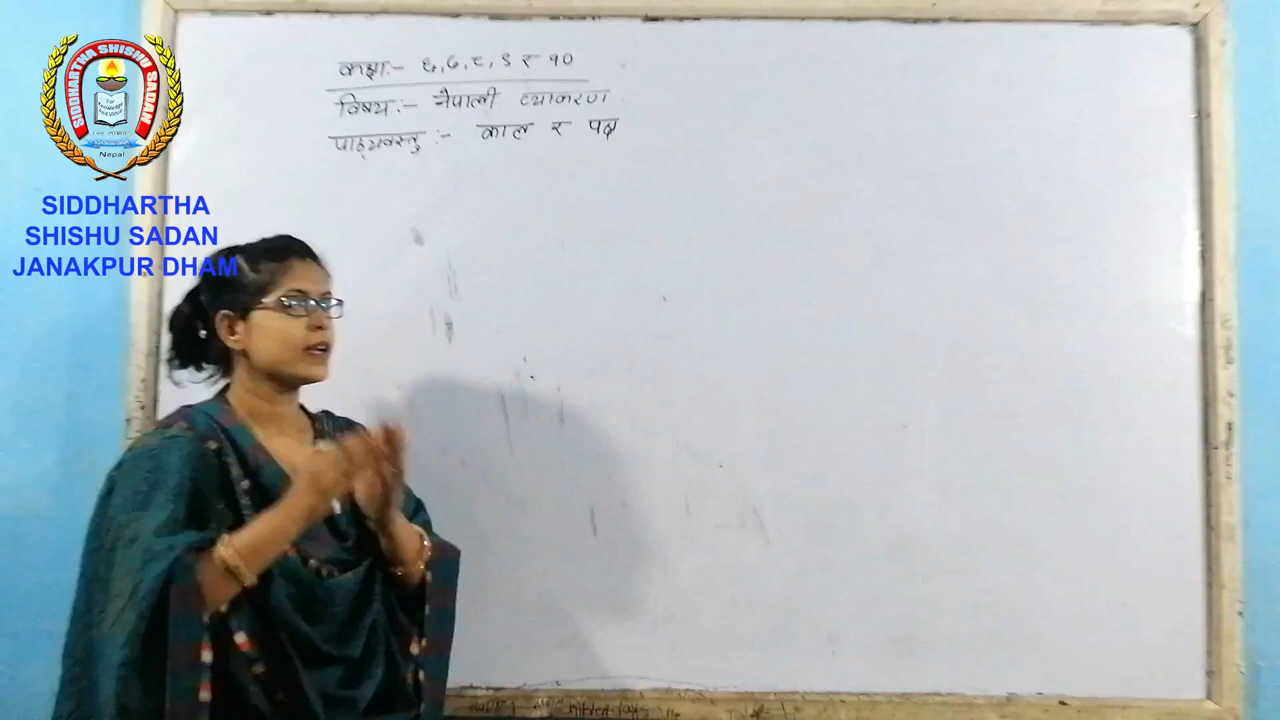 SIDDHARTHA SHISHU SADAN
Nepal
SIDDHARTHA
SHISHU SADAN
JANAKPUR DHAM
कक्षा:- ६,७,८,९ र १०
विषय:- नेपाली व्याकरण
पाठ्यवस्तु:- काल र पक्ष